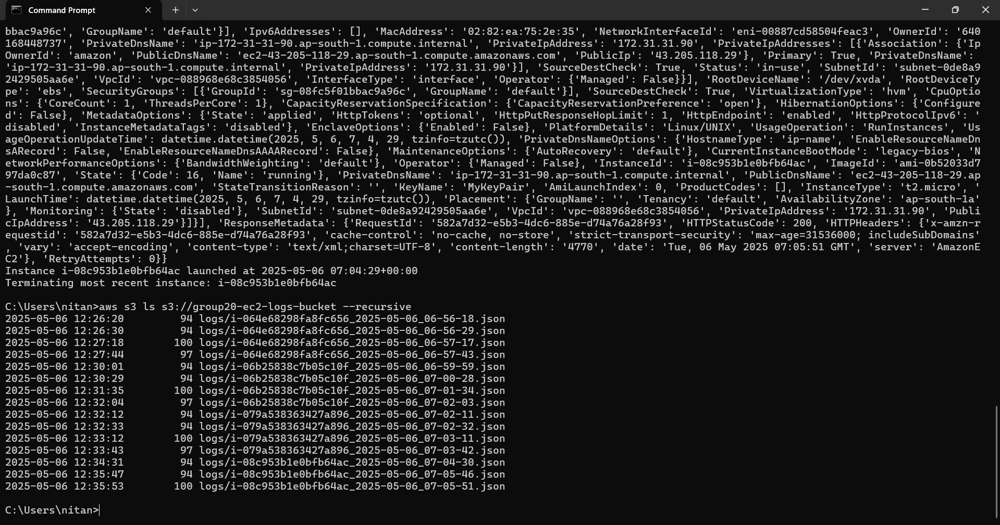 Command Prompt
bbac9a96c', 'GroupName': 'default'}], 'Ipv6Addresses': [], 'MacAddress': '02:82:ea:75:2e:35', 'NetworkInterfaceId': 'eni-00887cd58504feac3', 'OwnerId': '640
168448737', 'PrivateDnsName': 'ip-172-31-31-90.ap-south-1.compute.internal', 'PrivateIpAddress': '172.31.31.90', 'PrivateIpAddresses': [{'Association': {'Ip
OwnerId': 'amazon', 'PublicDnsName': 'ec2-43-205-118-29.ap-south-1.compute.amazonaws.com', 'PublicIp': '43.205.118.29'}, 'Primary': True, 'PrivateDnsName':
'ip-172-31-31-90.ap-south-1.compute.internal', 'PrivateIpAddress': '172.31.31.90'}], 'SourceDestCheck': True, 'Status': 'in-use', 'SubnetId': 'subnet-0de8a9
2429505aa6e', 'VpcId': 'vpc-088968e68c3854056', 'InterfaceType': 'interface', 'Operator': {'Managed': False}}], 'RootDeviceName': '/dev/xvda', 'RootDeviceTy
pe': 'ebs', 'SecurityGroups': [{'GroupId': 'sg-08fc5f01bbac9a96c', 'GroupName': 'default'}], 'SourceDestCheck': True, 'VirtualizationType': 'hvm', 'CpuOptio
ns': {'CoreCount': 1, 'ThreadsPerCore': 1}, 'CapacityReservationSpecification': {'CapacityReservationPreference': 'open'}, 'HibernationOptions': {'Configure
d': False}, 'MetadataOptions': {'State': 'applied', 'HttpTokens': 'optional', 'HttpPutResponseHopLimit': 1, 'HttpEndpoint': 'enabled', 'HttpProtocolIpv6': '
disabled', 'InstanceMetadataTags': 'disabled'}, 'EnclaveOptions': {'Enabled': False}, 'PlatformDetails': 'Linux/UNIX', 'UsageOperation': 'RunInstances', 'Us
ageOperationUpdateTime': datetime.datetime(2025, 5, 6, 7, 4, 29, tzinfo=tzutc()), 'PrivateDnsNameOptions': {'HostnameType': 'ip-name', 'EnableResourceNameDn
sARecord': False, 'EnableResourceNameDnsAAAARecord': False}, 'MaintenanceOptions': {'AutoRecovery': 'default'}, 'CurrentInstanceBootMode': 'legacy-bios', 'N
etworkPerformanceOptions': {'BandwidthWeighting': 'default'}, 'Operator': {'Managed': False}, 'InstanceId': 'i-08c953b1e0bfb64ac', 'ImageId': 'ami-0b52033d7
97da0c87', 'State': {'Code': 16, 'Name': 'running'}, 'PrivateDnsName': 'ip-172-31-31-90.ap-south-1.compute.internal', 'PublicDnsName': 'ec2-43-205-118-29.ap
-south-1.compute.amazonaws.com', 'StateTransitionReason': '', 'KeyName': 'MyKeyPair', 'AmiLaunchIndex': 0, 'ProductCodes': [], 'InstanceType': 't2.micro', '
LaunchTime': datetime.datetime(2025, 5, 6, 7, 4, 29, tzinfo=tzutc()), 'Placement': {'GroupName': '', 'Tenancy': 'default', 'AvailabilityZone': 'ap-south-1a'
}, 'Monitoring': {'State': 'disabled'}, 'SubnetId': 'subnet-0de8a92429505aa6e', 'VpcId': 'vpc-088968e68c3854056', 'PrivateIpAddress': '172.31.31.90', 'Publi
cIpAddress': '43.205.118.29'}]}], 'ResponseMetadata': {'RequestId': '582a7d32-e5b3-4dc6-885e-d74a76a28f93', 'HTTPStatusCode': 200, 'HTTPHeaders': {'x-amzn-r
equestid': '582a7d32-e5b3-4dc6-885e-d74a76a28f93', 'cache-control': 'no-cache, no-store', 'strict-transport-security': 'max-age=31536000; includeSubDomains'
, 'vary': 'accept-encoding', 'content-type': 'text/xml;charset=UTF-8', 'content-length': '4770', 'date': 'Tue, 06 May 2025 07:05:51 GMT', 'server': 'AmazonE
C2'}, 'RetryAttempts': 0}}
Instance i-08c953b1e0bfb64ac launched at 2025-05-06 07:04:29+00:00
Terminating most recent instance: i-08c953b1e0bfb64ac
C:\Users\nitan>aws s3 ls s3://group20-ec2-logs-bucket --recursive
2025-05-06 12:26:20         94 logs/i-064e68298fa8fc656_2025-05-06_06-56-18.json
2025-05-06 12:26:30         94 logs/i-064e68298fa8fc656_2025-05-06_06-56-29.json
2025-05-06 12:27:18        100 logs/i-064e68298fa8fc656_2025-05-06_06-57-17.json
2025-05-06 12:27:44         97 logs/i-064e68298fa8fc656_2025-05-06_06-57-43.json
2025-05-06 12:30:01         94 logs/i-06b25838c7b05c10f_2025-05-06_06-59-59.json
2025-05-06 12:30:29         94 logs/i-06b25838c7b05c10f_2025-05-06_07-00-28.json
2025-05-06 12:31:35        100 logs/i-06b25838c7b05c10f_2025-05-06_07-01-34.json
2025-05-06 12:32:04         97 logs/i-06b25838c7b05c10f_2025-05-06_07-02-03.json
2025-05-06 12:32:12         94 logs/i-079a538363427a896_2025-05-06_07-02-11.json
2025-05-06 12:32:33         94 logs/i-079a538363427a896_2025-05-06_07-02-32.json
2025-05-06 12:33:12        100 logs/i-079a538363427a896_2025-05-06_07-03-11.json
2025-05-06 12:33:43         97 logs/i-079a538363427a896_2025-05-06_07-03-42.json
2025-05-06 12:34:31         94 logs/i-08c953b1e0bfb64ac_2025-05-06_07-04-30.json
2025-05-06 12:35:47         94 logs/i-08c953b1e0bfb64ac_2025-05-06_07-05-46.json
2025-05-06 12:35:53        100 logs/i-08c953b1e0bfb64ac_2025-05-06_07-05-51.json
C:\Users\nitan>